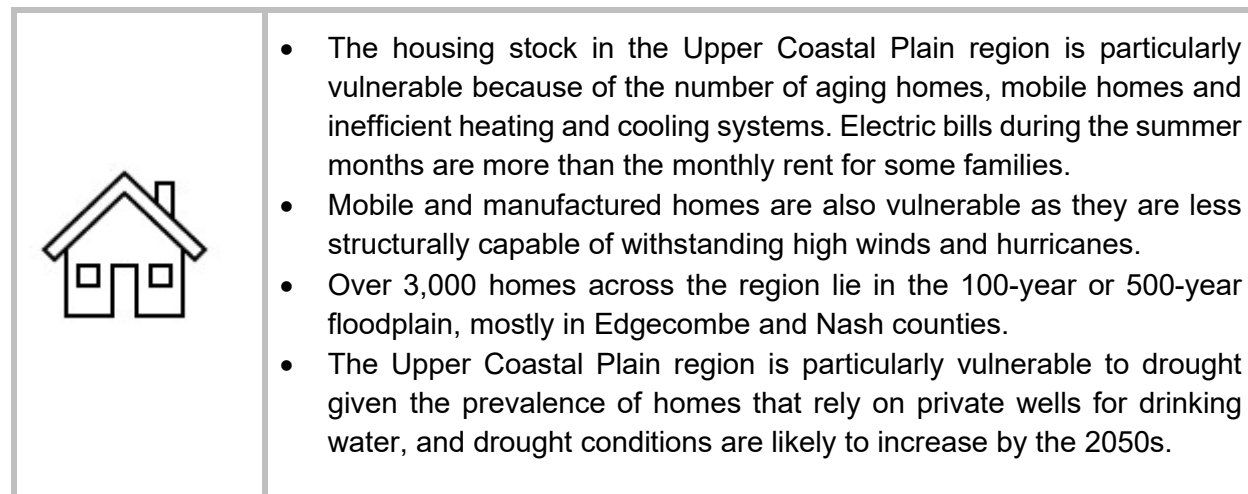 • The housing stock in the Upper Coastal Plain region is particularly
vulnerable because of the number of aging homes, mobile homes and
inefficient heating and cooling systems. Electric bills during the summer
months are more than the monthly rent for some families.
• Mobile and manufactured homes are also vulnerable as they are less
structurally capable of withstanding high winds and hurricanes.
• Over 3,000 homes across the region lie in the 100-year or 500-year
floodplain, mostly in Edgecombe and Nash counties.
• The Upper Coastal Plain region is particularly vulnerable to drought
given the prevalence of homes that rely on private wells for drinking
water, and drought conditions are likely to increase by the 2050s.